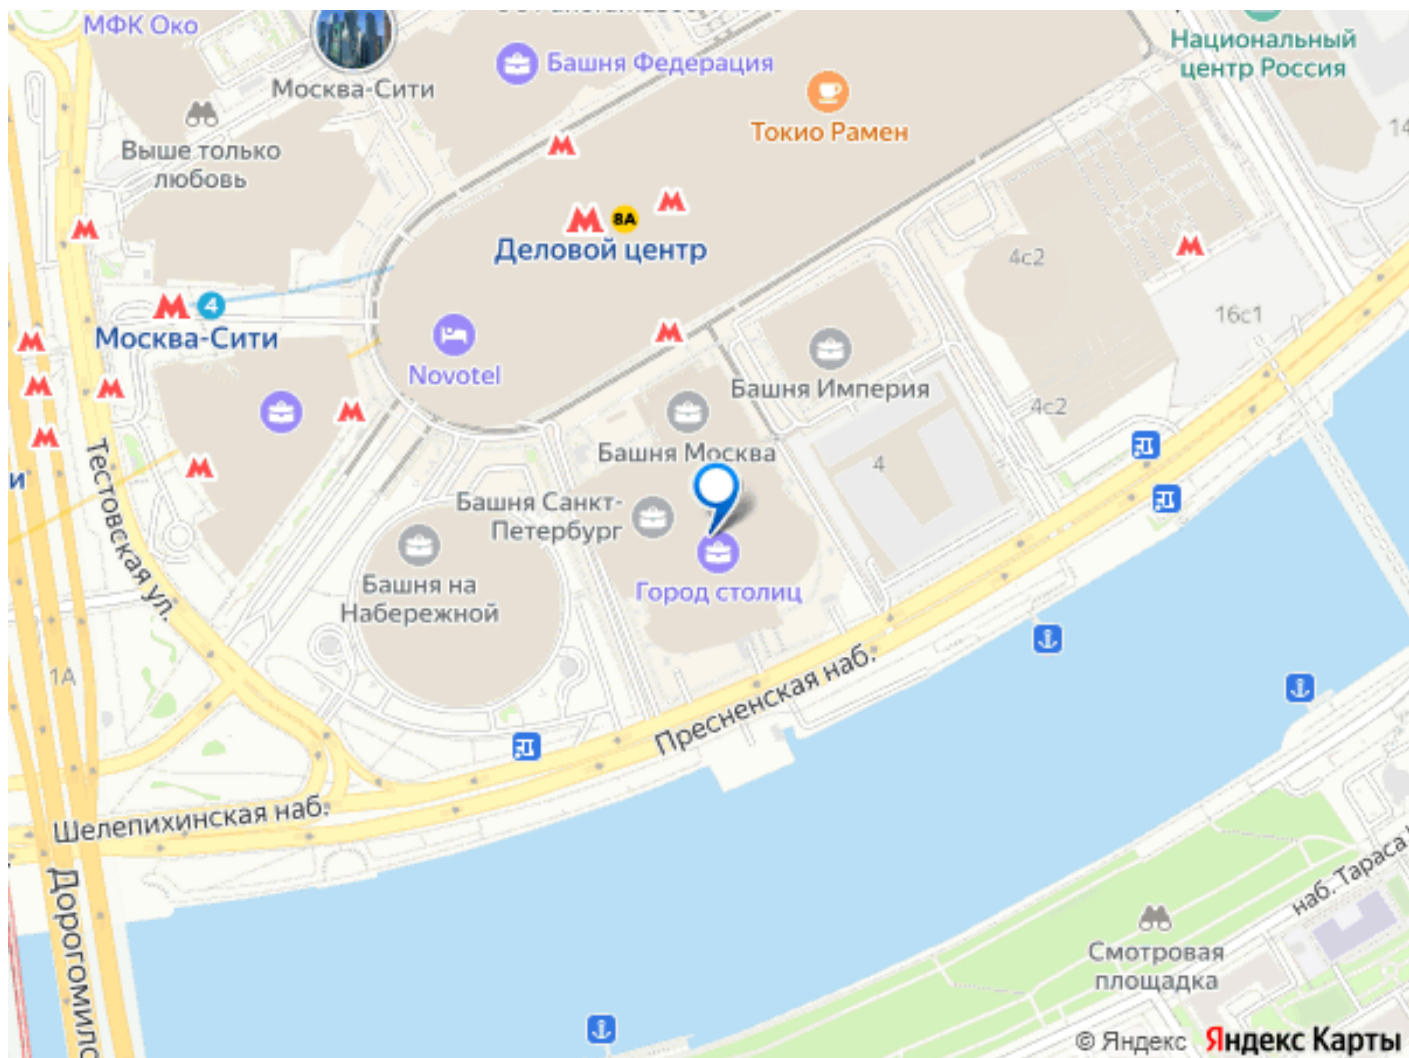 МФК Око
Башня Федерация
Национальный
центр Россия
Москва-Сити
Токио Рамен
14
Выше только
любовь
8А
Деловой центр
4с2
4
Москва-Сити
16с1
Novotel
Башня Империя
4с2
Башня Москва
4
и
Тестовская ул.
Башня Санкт-
Петербург
Город столиц
Башня на
Набережной
1А
Пресненская наб.
Шелепихинская наб.
Дорогомило
наб. Тараса
Смотровая
площадка
© Яндекс Яндекс Карты